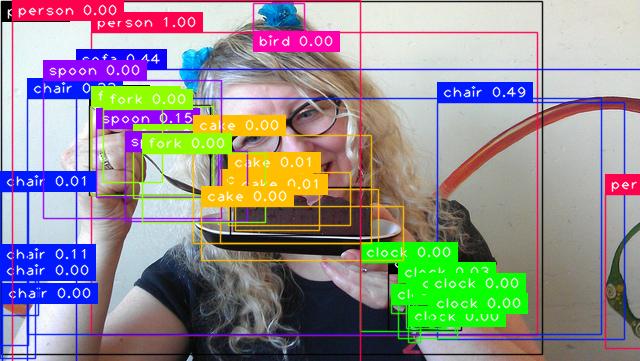 person 0.00
person 1.00
bird 0.00
sofa 0.44
spoon 0.00
chair 0.49
fork 0.00
spoon 0.15
cake 0.00
fork 0.00
cake 0.01
chair 0.01
cake 0.01
cake 0.00
per
chair 0.11
clock 0.00
chair 0.00
clock 0.03
clock 0.00
chair 0.00
clock 0.00
clock 0.00